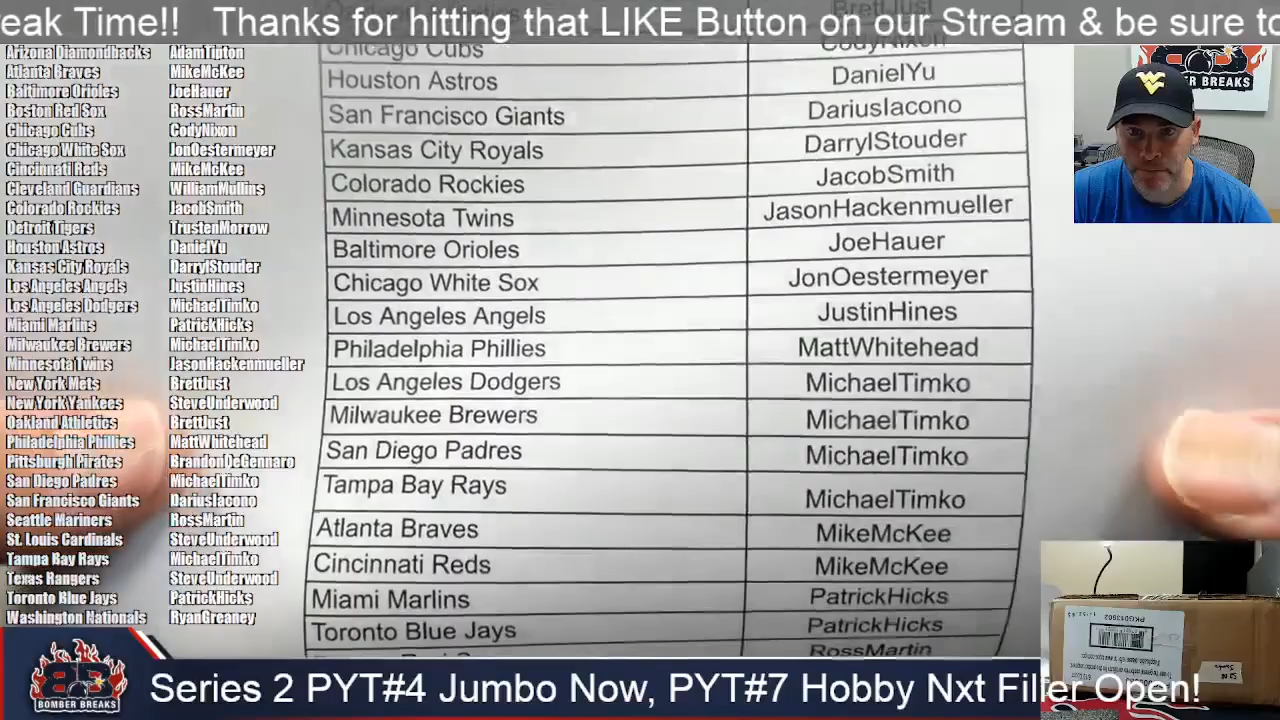 eak Time!! Thanks for hitting that LIKE Button on our Stream & be sure to
Arizona Diamondbacks AdamTipton
Atlanta Braves MikeMcKee
Baltimore Orioles JoeHauer
Boston Red Sox RossMartin
Chicago Cubs CodyNixon
Chicago White Sox JonOestermeyer
Cincinnati Reds MikeMcKee
Cleveland Guardians WilliamMullins
Colorado Rockies JacobSmith
Detroit Tigers TrustenMorrow
Houston Astros DanielYu
Kansas City Royals DarrylStouder
Los Angeles Angels JustinHines
Los Angeles Dodgers MichaelTimko
Miami Marlins PatrickHicks
Milwaukee Brewers MichaelTimko
Minnesota Twins JasonHackenmueller
New York Mets BrettJust
New York Yankees SteveUnderwood
Oakland Athletics BrettJust
Philadelphia Phillies MattWhitehead
Pittsburgh Pirates BrandonDeGennaro
San Diego Padres MichaelTimko
San Francisco Giants DariusIacono
Seattle Mariners RossMartin
St. Louis Cardinals SteveUnderwood
Tampa Bay Rays MichaelTimko
Texas Rangers SteveUnderwood
Toronto Blue Jays PatrickHicks
Washington Nationals RyanGreaney
BrettJust
Chicago Cubs CodyNixon
Houston Astros DanielYu
San Francisco Giants DariusIacono
Kansas City Royals DarrylStouder
Colorado Rockies JacobSmith
Minnesota Twins JasonHackenmueller
Baltimore Orioles JoeHauer
Chicago White Sox JonOestermeyer
Los Angeles Angels JustinHines
Philadelphia Phillies MattWhitehead
Los Angeles Dodgers MichaelTimko
Milwaukee Brewers MichaelTimko
San Diego Padres MichaelTimko
Tampa Bay Rays MichaelTimko
Atlanta Braves MikeMcKee
Cincinnati Reds MikeMcKee
Miami Marlins PatrickHicks
Toronto Blue Jays PatrickHicks
RossMartin
BER BREAKS
PKG013502
BOMBER BREAKS
Series 2 PYT#4 Jumbo Now, PYT#7 Hobby Nxt Filler Open!